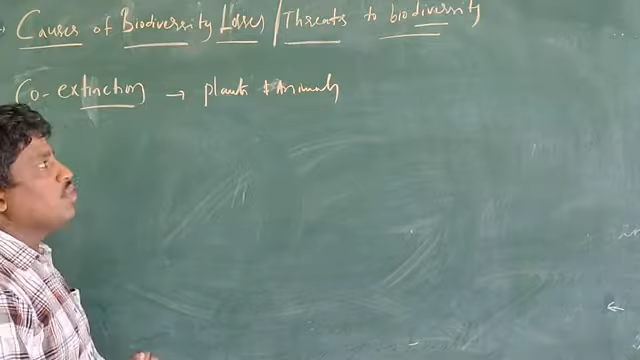 Causes of Biodiversity Losses / Threats to biodiversity
Co-extinction → plants & Animals